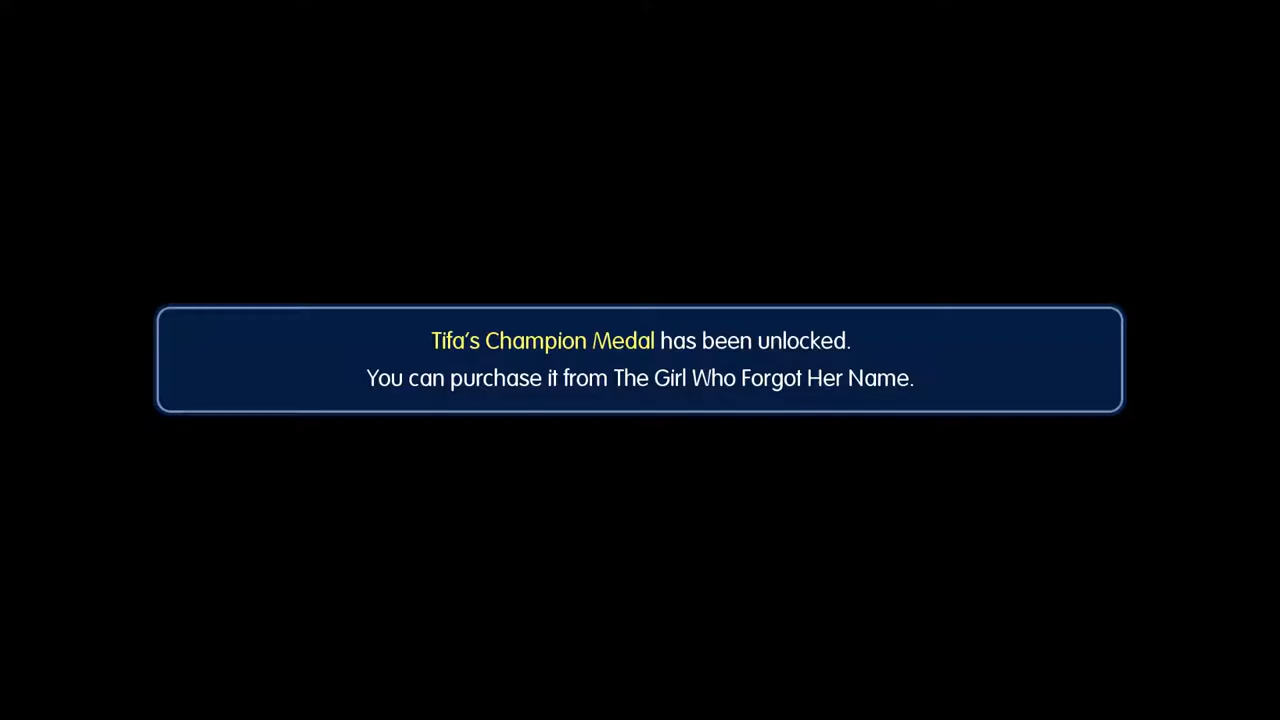 Tifa's Champion Medal has been unlocked.
You can purchase it from The Girl Who Forgot Her Name.